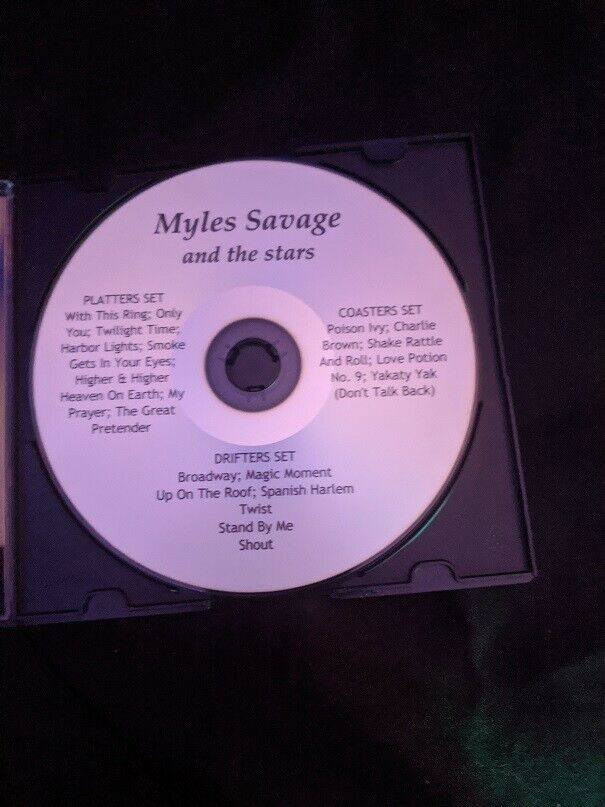 Myles Savage
and the stars
PLATTERS SET
With This Ring; Only
You; Twilight Time;
Harbor Lights; Smoke
Gets In Your Eyes;
Higher & Higher
Heaven On Earth; My
Prayer; The Great
Pretender
COASTERS SET
Poison Ivy; Charlie
Brown; Shake Rattle
And Roll; Love Potion
No. 9; Yakaty Yak
(Don't Talk Back)
DRIFTERS SET
Broadway; Magic Moment
Up On The Roof; Spanish Harlem
Twist
Stand By Me
Shout